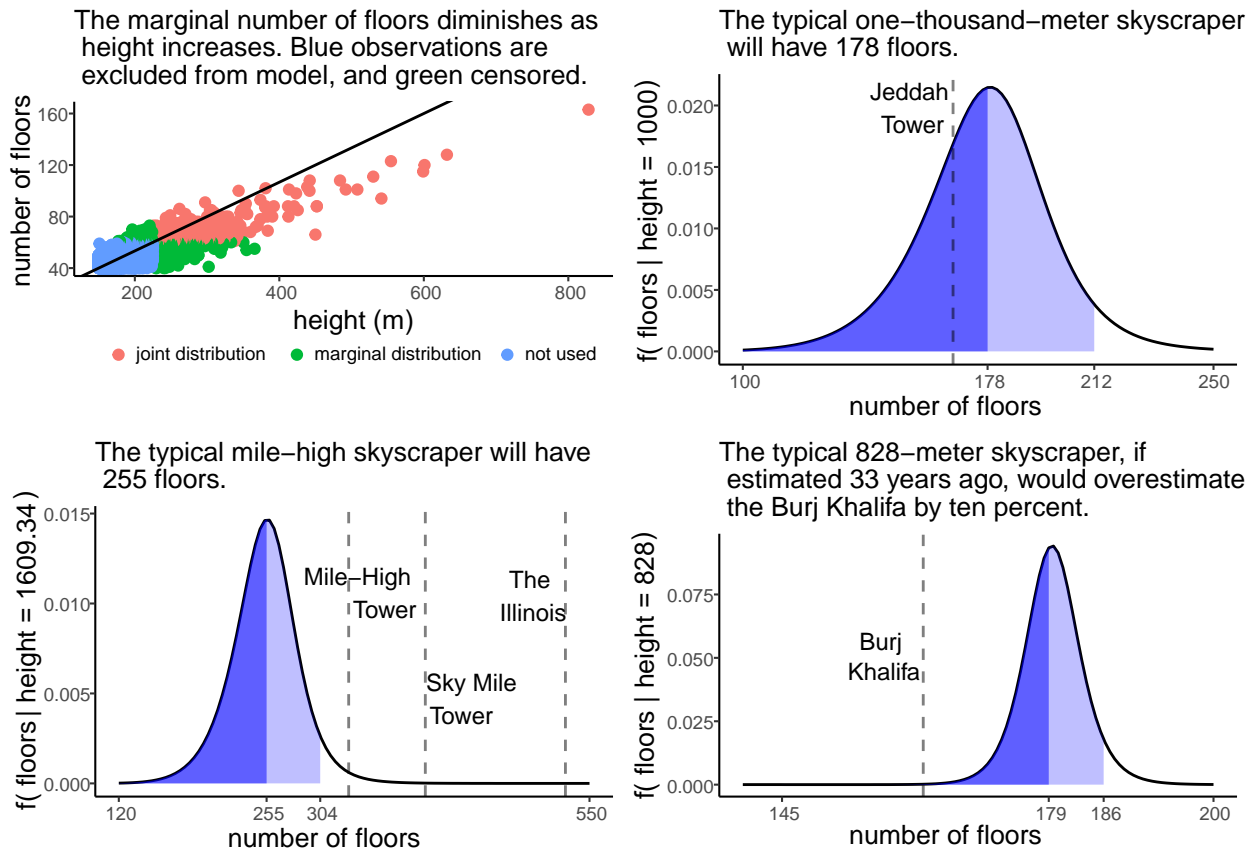 The marginal number of floors diminishes as
height increases. Blue observations are
excluded from model, and green censored.
number of floors
160
120
80
40
200
400
600
800
height (m)
joint distribution
marginal distribution
not used
The typical one−thousand−meter skyscraper
will have 178 floors.
f( floors | height = 1000)
0.020
0.015
0.010
0.005
0.000
Jeddah
Tower
100
178
212
250
number of floors
The typical mile−high skyscraper will have
255 floors.
f( floors | height = 1609.34 )
0.015
0.010
0.005
0.000
Mile−High
Tower
The
Illinois
Sky Mile
Tower
120
255
304
550
number of floors
The typical 828−meter skyscraper, if
estimated 33 years ago, would overestimate
the Burj Khalifa by ten percent.
f( floors | height = 828)
0.075
0.050
0.025
0.000
Burj
Khalifa
145
179
186
200
number of floors